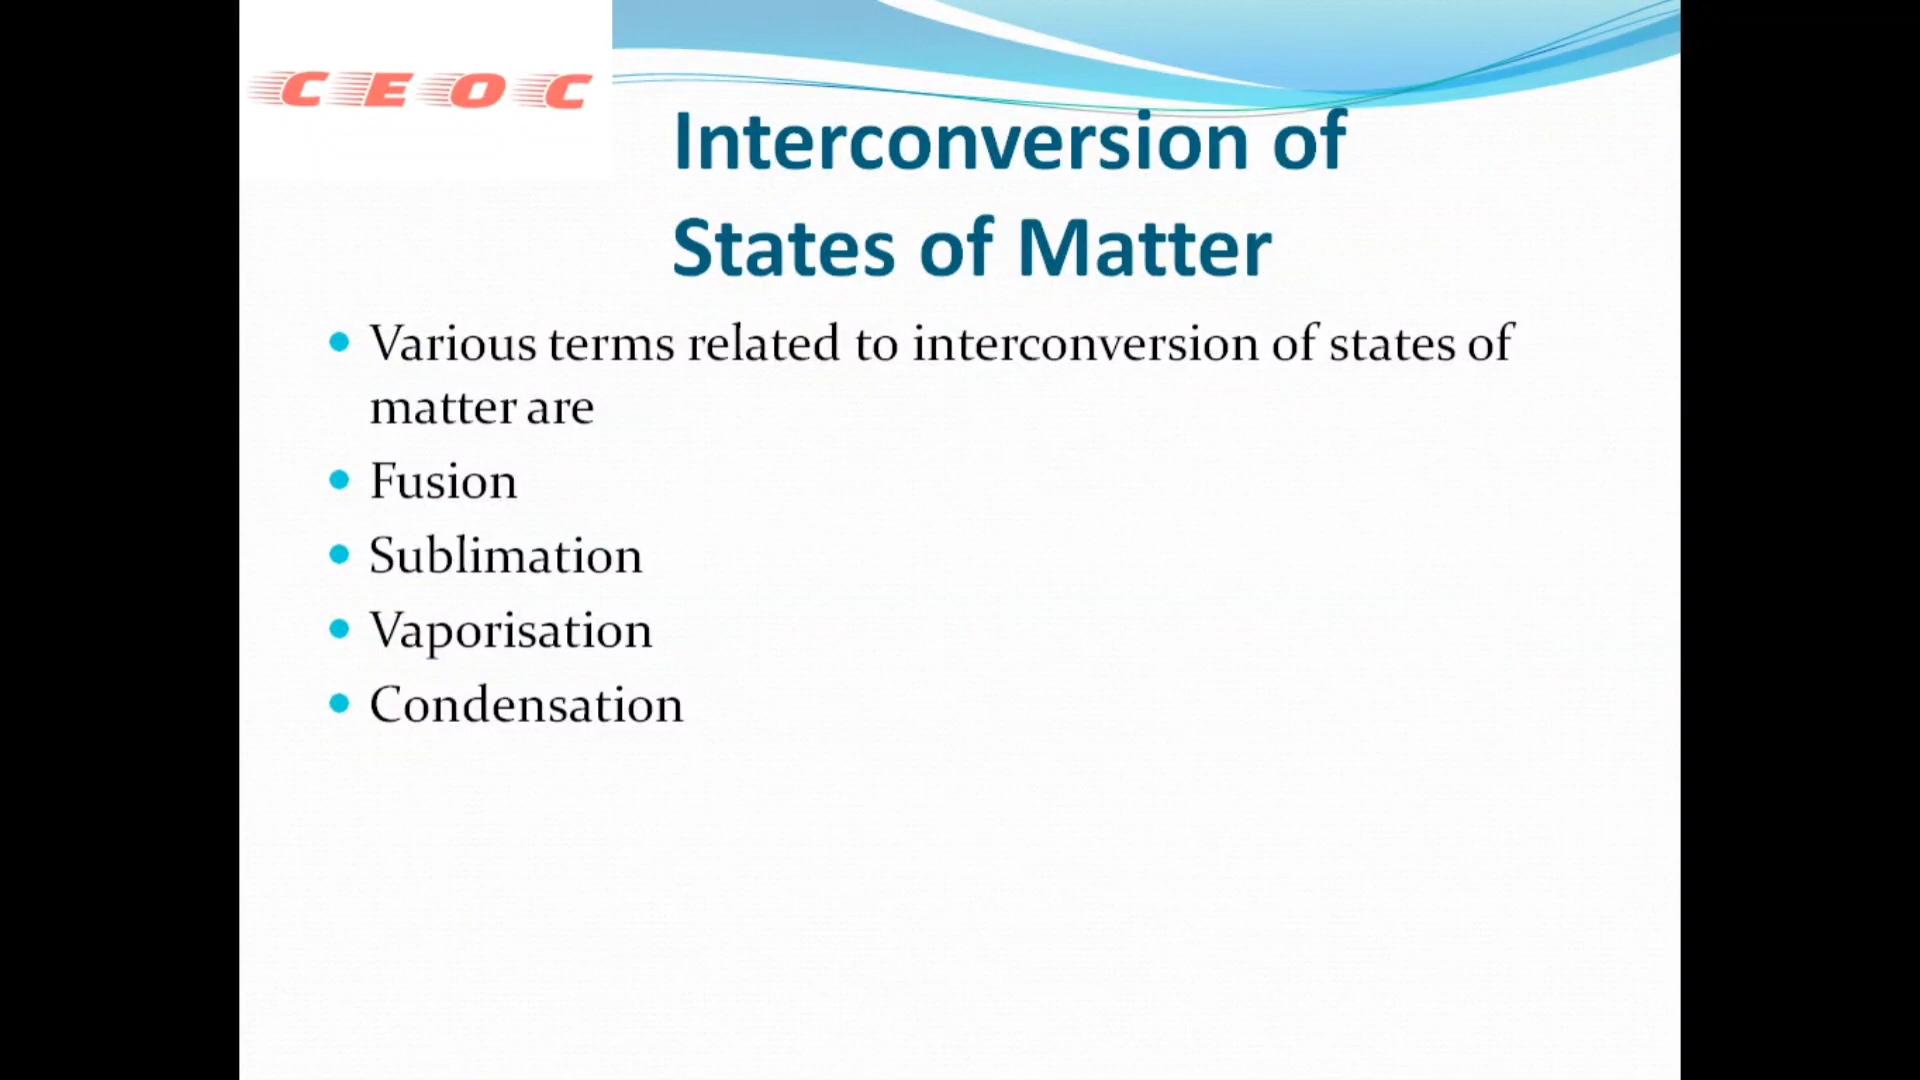 CEOC
Interconversion of
States of Matter
Various terms related to interconversion of states of
matter are
Fusion
Sublimation
Vaporisation
Condensation